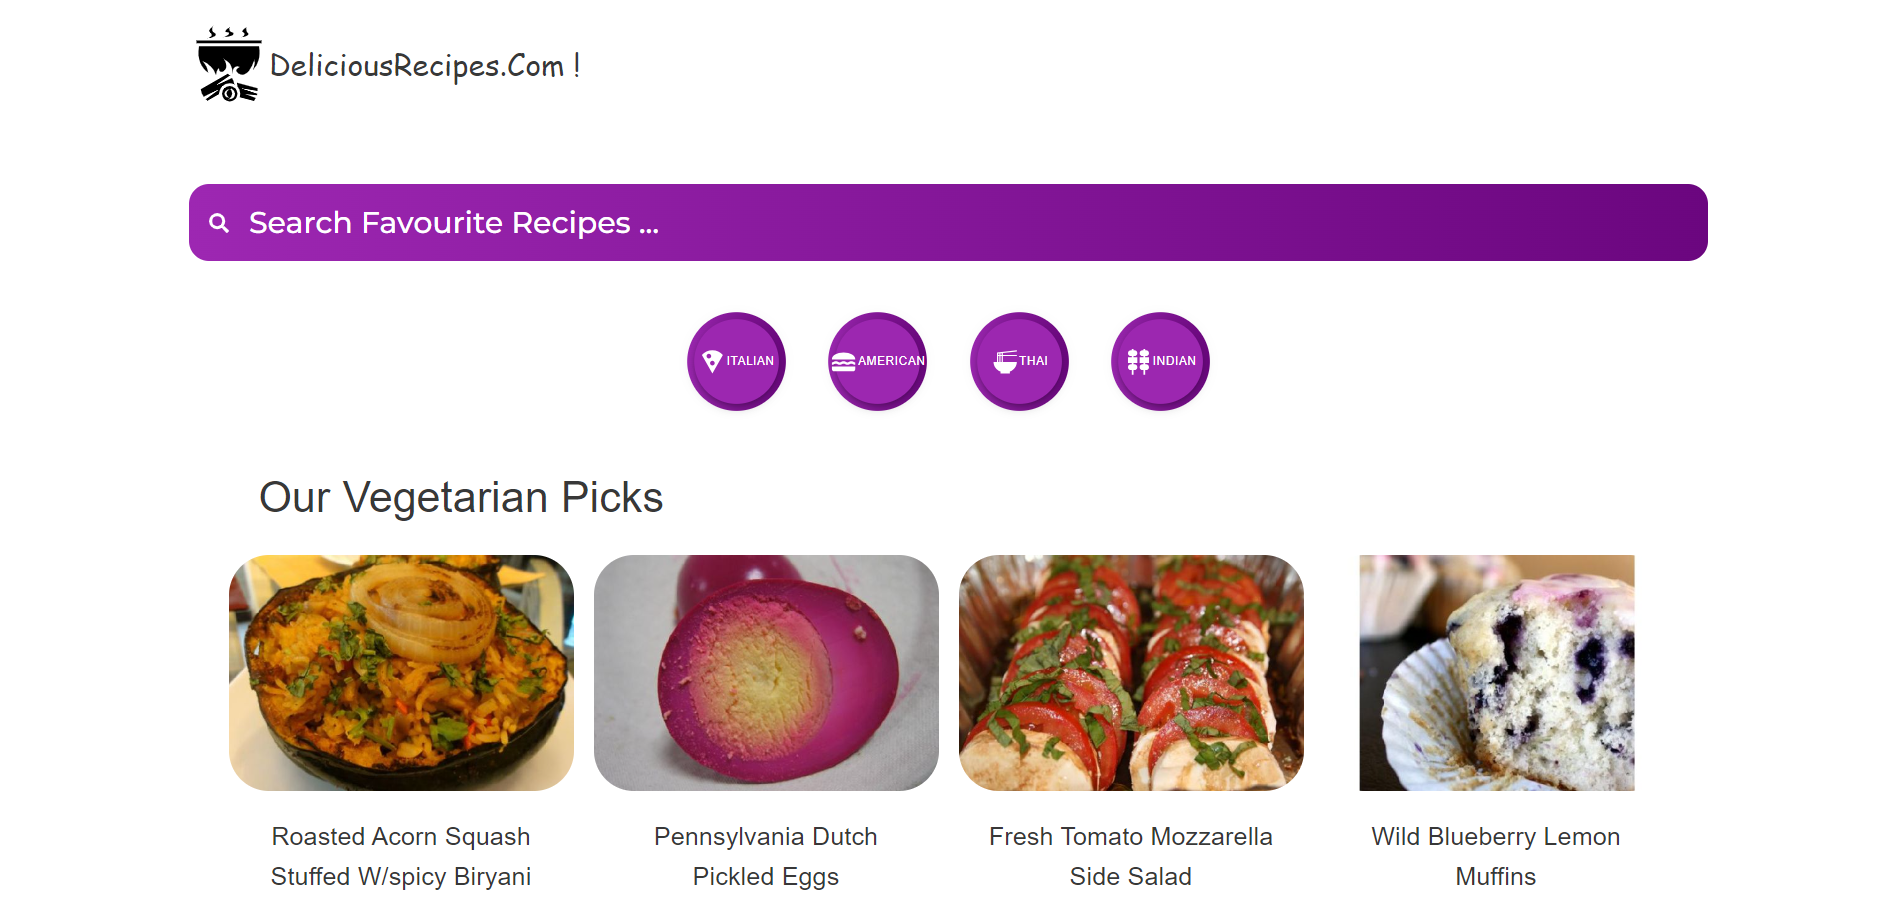 DeliciousRecipes.Com !
Search Favourite Recipes ...
ITALIAN
AMERICAN
THAI
INDIAN
Our Vegetarian Picks
Roasted Acorn Squash
Stuffed W/spicy Biryani
Pennsylvania Dutch
Pickled Eggs
Fresh Tomato Mozzarella
Side Salad
Wild Blueberry Lemon
Muffins